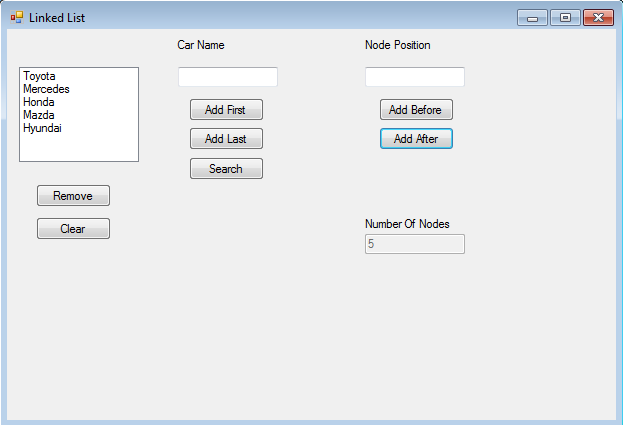 Linked List
Car Name
Node Position
Toyota
Mercedes
Honda
Mazda
Hyundai
Add First
Add Before
Add Last
Add After
Search
Remove
Clear
Number Of Nodes
5